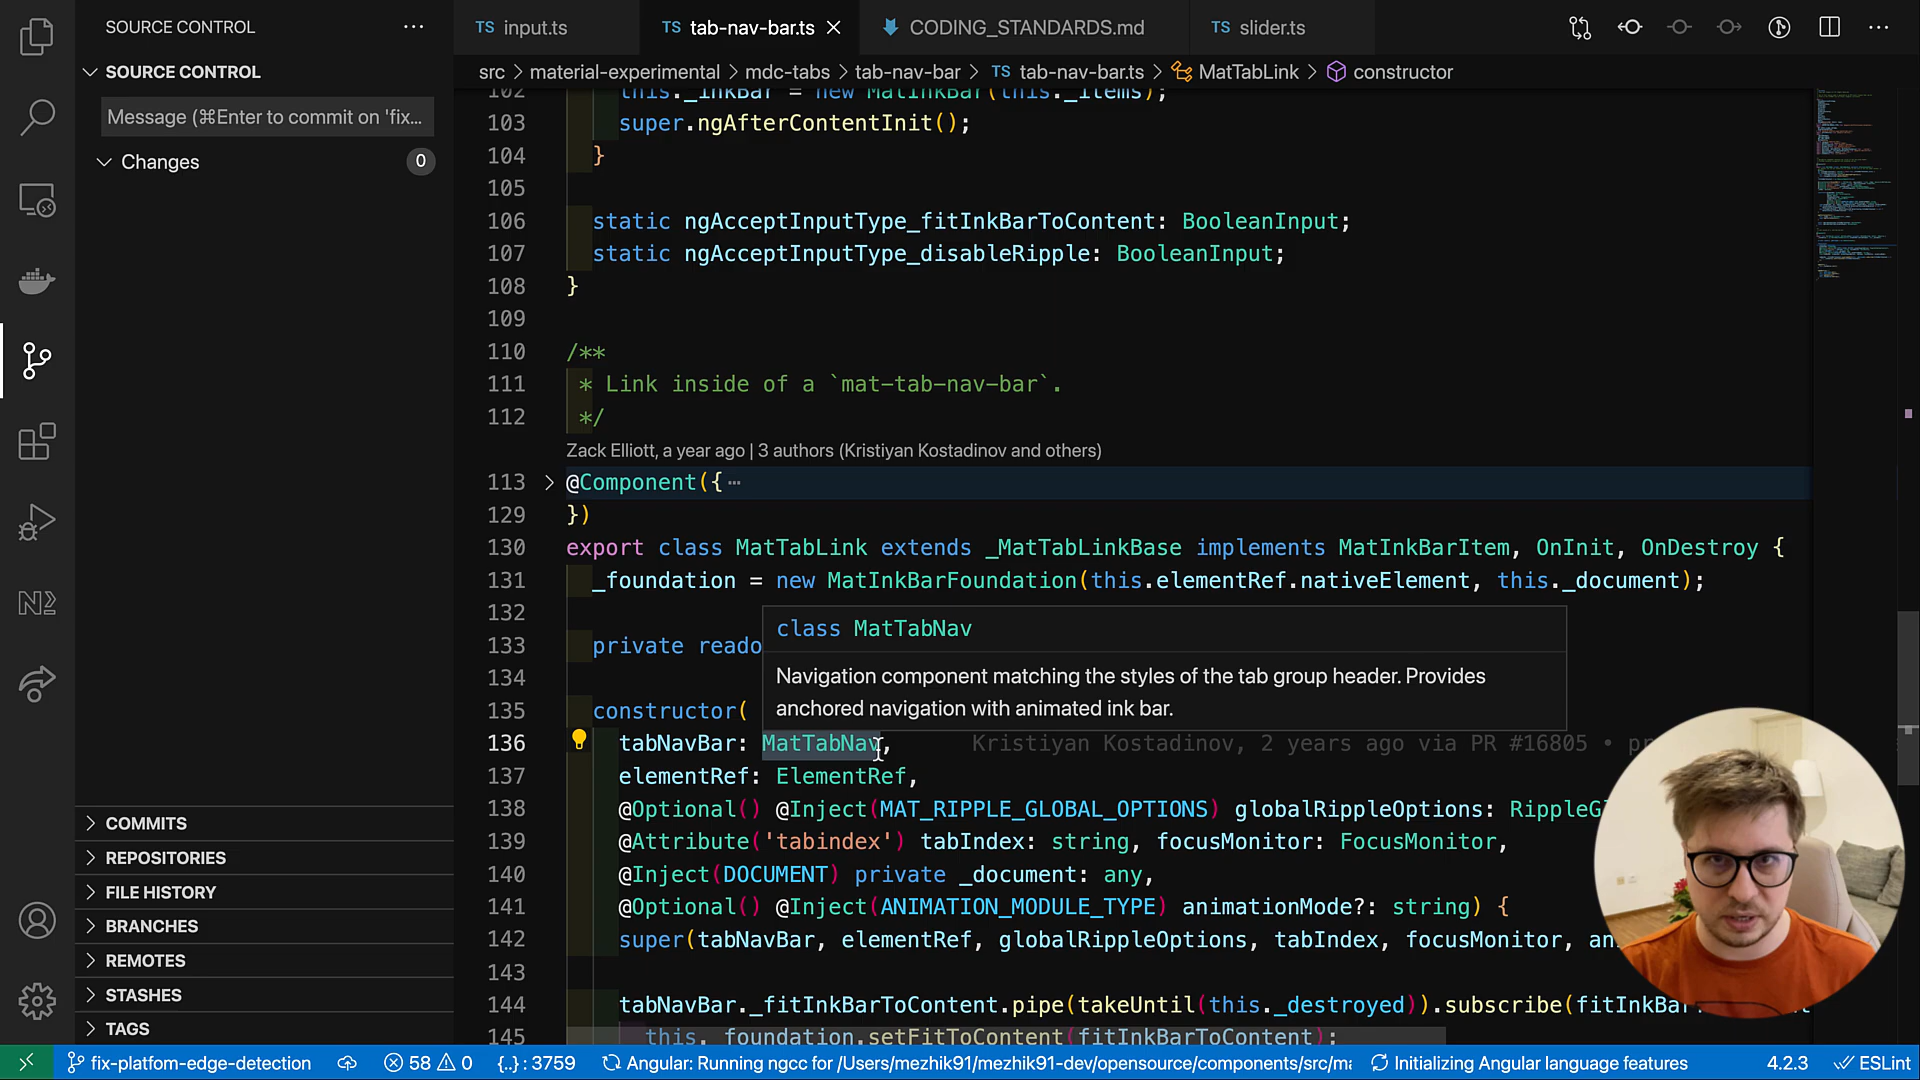 SOURCE CONTROL
SOURCE CONTROL
Message (⌘Enter to commit on 'fix...
Changes 0
COMMITS
REPOSITORIES
FILE HISTORY
BRANCHES
REMOTES
STASHES
TAGS
TS input.ts
TS tab-nav-bar.ts
CODING_STANDARDS.md
TS slider.ts
src > material-experimental > mdc-tabs > tab-nav-bar > TS tab-nav-bar.ts > MatTabLink > constructor
102 this._inkBar = new MatInkBar(this._items);
103 super.ngAfterContentInit();
104 }
105
106 static ngAcceptInputType_fitInkBarToContent: BooleanInput;
107 static ngAcceptInputType_disableRipple: BooleanInput;
108 }
109
110 /**
111 * Link inside of a `mat-tab-nav-bar`.
112 */
Zack Elliott, a year ago | 3 authors (Kristiyan Kostadinov and others)
113 @Component({ ⋯
129 })
130 export class MatTabLink extends _MatTabLinkBase implements MatInkBarItem, OnInit, OnDestroy {
131 _foundation = new MatInkBarFoundation(this.elementRef.nativeElement, this._document);
132
class MatTabNav
133 private reado
Navigation component matching the styles of the tab group header. Provides
anchored navigation with animated ink bar.
134
135 constructor(
136 tabNavBar: MatTabNav, Kristiyan Kostadinov, 2 years ago via PR #16805 • pr
137 elementRef: ElementRef,
138 @Optional() @Inject(MAT_RIPPLE_GLOBAL_OPTIONS) globalRippleOptions: RippleGl
139 @Attribute('tabindex') tabIndex: string, focusMonitor: FocusMonitor,
140 @Inject(DOCUMENT) private _document: any,
141 @Optional() @Inject(ANIMATION_MODULE_TYPE) animationMode?: string) {
142 super(tabNavBar, elementRef, globalRippleOptions, tabIndex, focusMonitor, an
143
144 tabNavBar._fitInkBarToContent.pipe(takeUntil(this._destroyed)).subscribe(fitInkBa
145 this._foundation.setFitToContent(fitInkBarToContent);
fix-platfom-edge-detection 58 0 {..} : 3759 Angular: Running ngcc for /Users/mezhik91/mezhik91-dev/opensource/components/src/ma Initializing Angular language features 4.2.3 ESLint